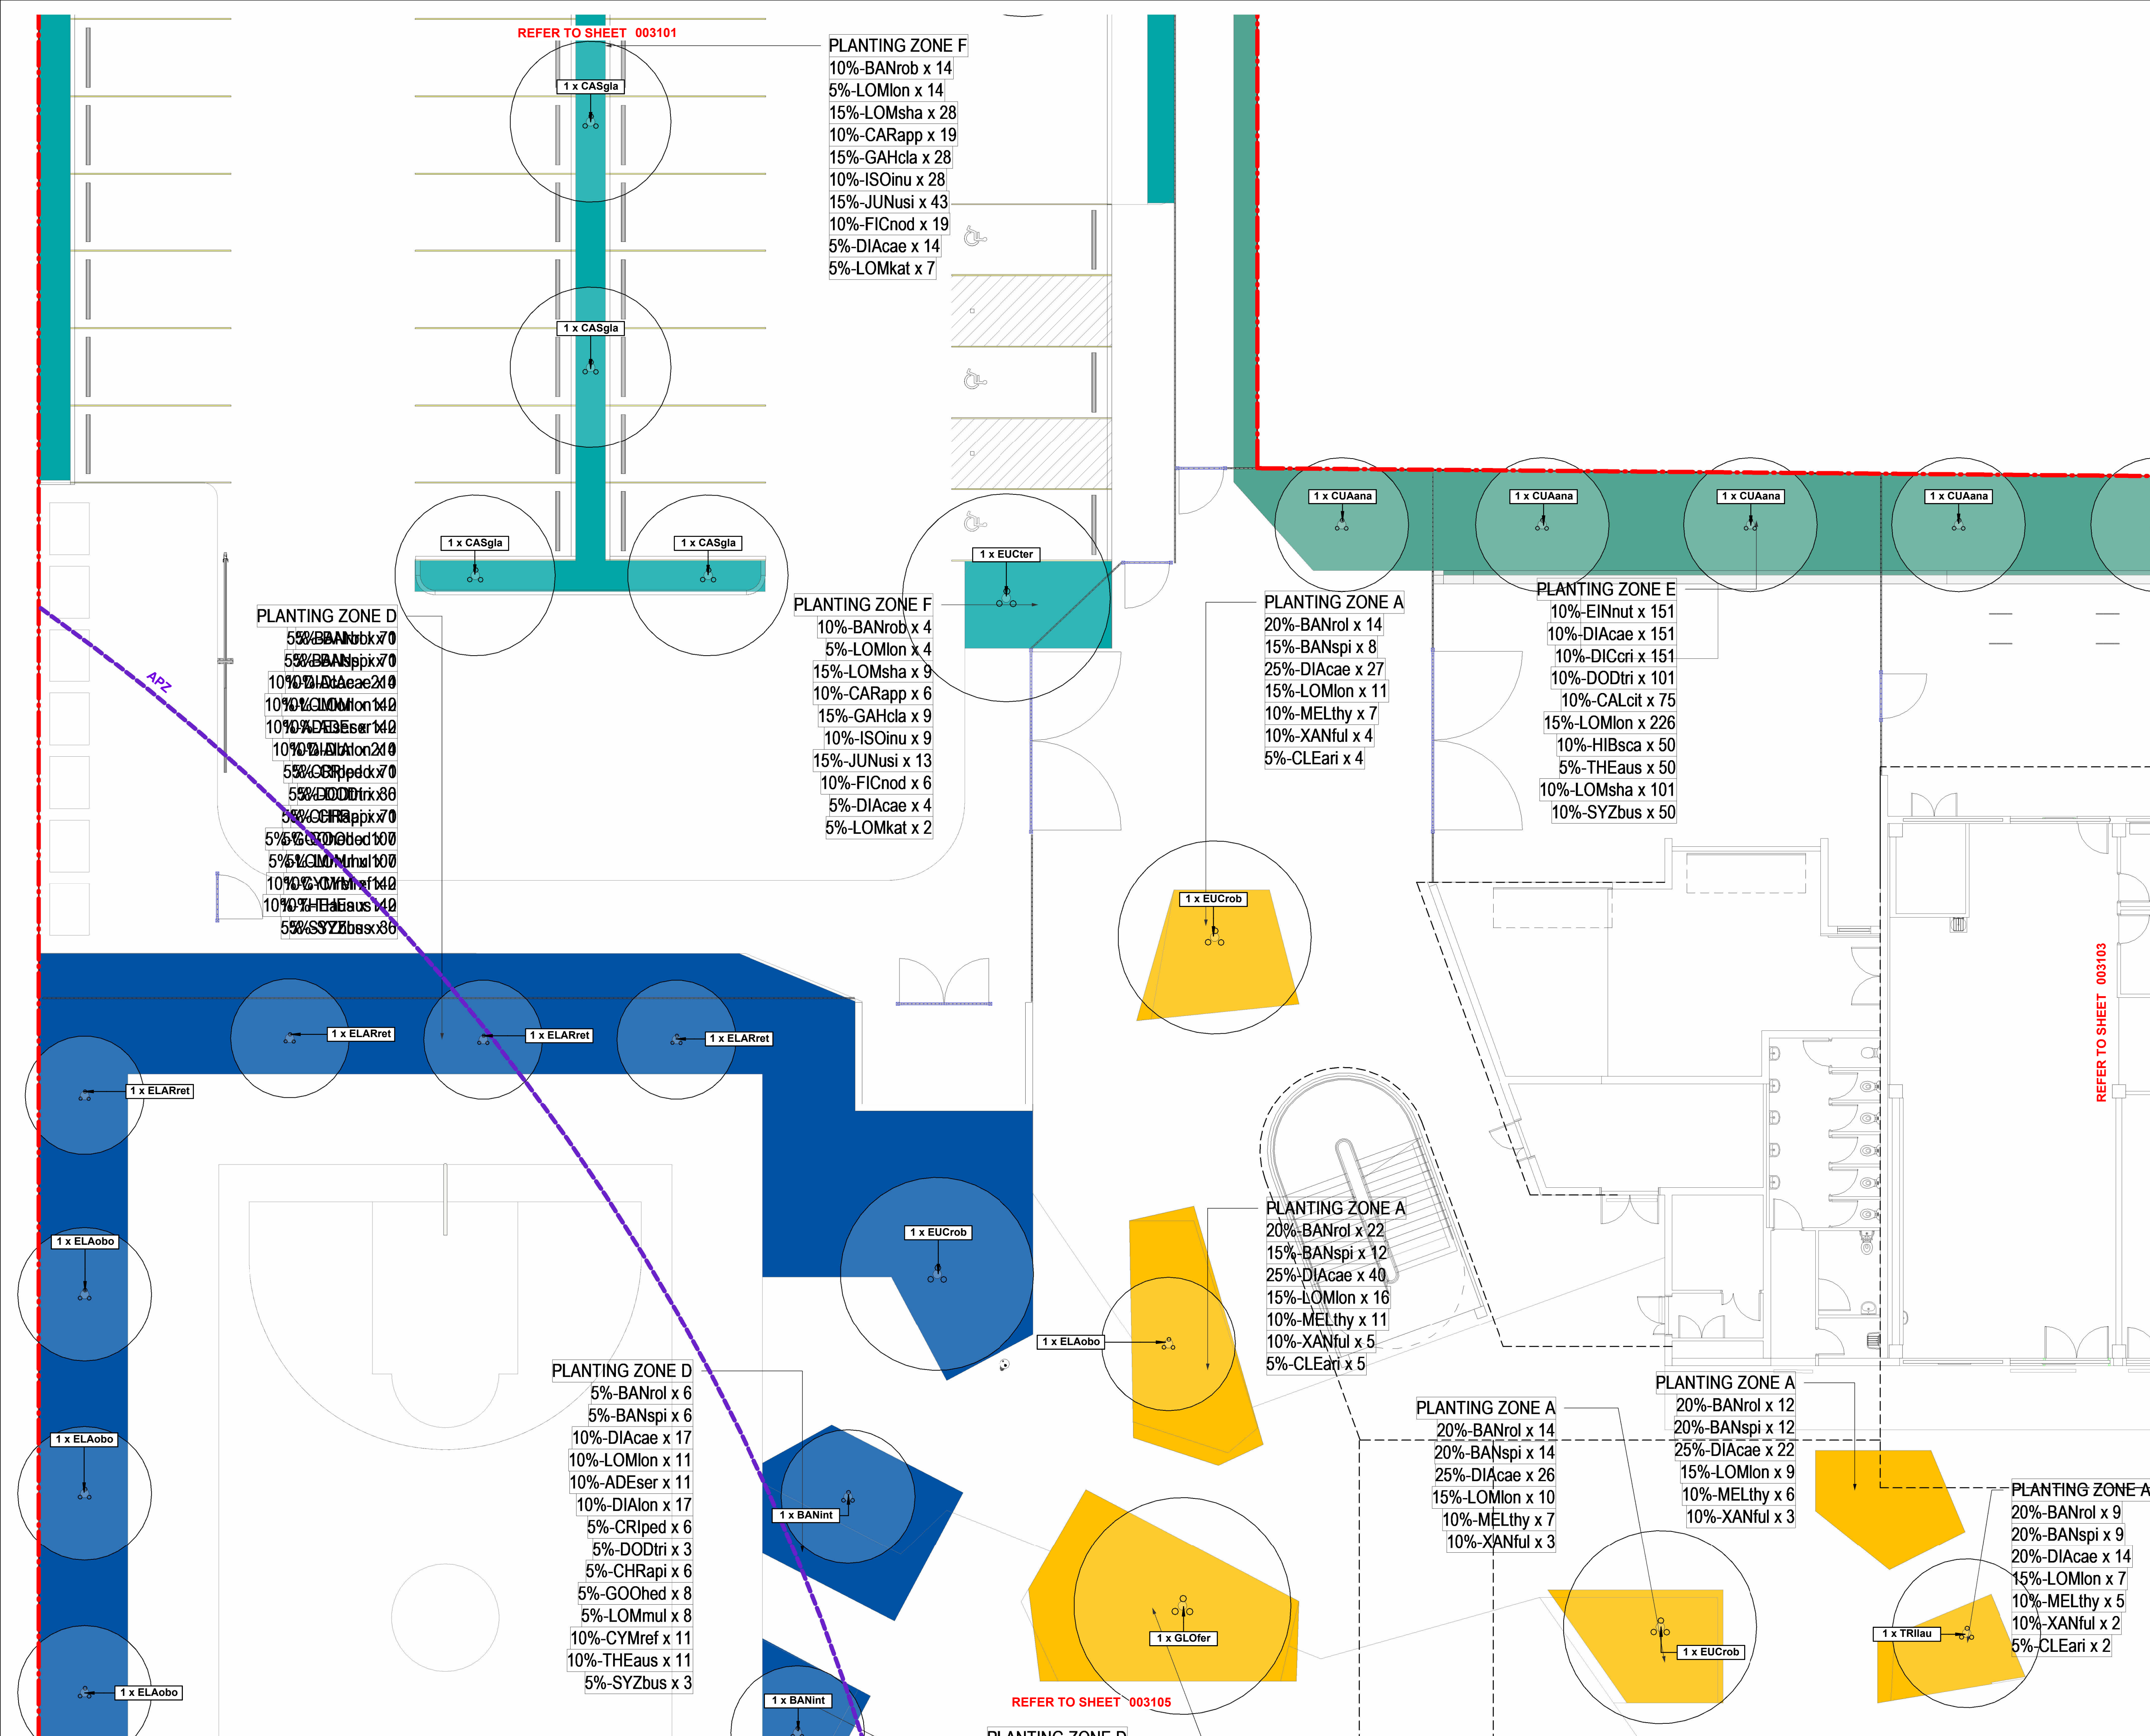 REFER TO SHEET 003101
1 x CASgla
PLANTING ZONE F
10%-BANrob x 14
5%-LOMlon x 14
15%-LOMsha x 28
10%-CARapp x 19
15%-GAHcla x 28
10%-ISOinu x 28
15%-JUNusi x 43
10%-FICnod x 19
5%-DIAcae x 14
5%-LOMkat x 7
1 x CASgla
1 x CASgla
1 x CASgla
1 x EUCter
1 x CUAana
1 x CUAana
1 x CUAana
1 x CUAana
PLANTING ZONE D
APZ
PLANTING ZONE F
10%-BANrob x 4
5%-LOMlon x 4
15%-LOMsha x 9
10%-CARapp x 6
15%-GAHcla x 9
10%-ISOinu x 9
15%-JUNusi x 13
10%-FICnod x 6
5%-DIAcae x 4
5%-LOMkat x 2
PLANTING ZONE A
20%-BANrol x 14
15%-BANspi x 8
25%-DIAcae x 27
15%-LOMlon x 11
10%-MELthy x 7
10%-XANful x 4
5%-CLEari x 4
PLANTING ZONE E
10%-EINnut x 151
10%-DIAcae x 151
10%-DICcri x 151
10%-DODtri x 101
10%-CALcit x 75
15%-LOMlon x 226
10%-HIBsca x 50
5%-THEaus x 50
10%-LOMsha x 101
10%-SYZbus x 50
1 x EUCrob
REFER TO SHEET 003103
1 x ELARret
1 x ELARret
1 x ELARret
1 x ELARret
1 x ELAobo
1 x EUCrob
PLANTING ZONE A
20%-BANrol x 22
15%-BANspi x 12
25%-DIAcae x 40
15%-LOMlon x 16
10%-MELthy x 11
10%-XANful x 5
5%-CLEari x 5
1 x ELAobo
1 x ELAobo
PLANTING ZONE D
5%-BANrol x 6
5%-BANspi x 6
10%-DIAcae x 17
10%-LOMlon x 11
10%-ADEser x 11
10%-DIAlon x 17
5%-CRIped x 6
5%-DODtri x 3
5%-CHRapi x 6
5%-GOOhed x 8
5%-LOMmul x 8
10%-CYMref x 11
10%-THEaus x 11
5%-SYZbus x 3
1 x BANint
PLANTING ZONE A
20%-BANrol x 14
20%-BANspi x 14
25%-DIAcae x 26
15%-LOMlon x 10
10%-MELthy x 7
10%-XANful x 3
PLANTING ZONE A
20%-BANrol x 12
20%-BANspi x 12
25%-DIAcae x 22
15%-LOMlon x 9
10%-MELthy x 6
10%-XANful x 3
PLANTING ZONE A
20%-BANrol x 9
20%-BANspi x 9
20%-DIAcae x 14
15%-LOMlon x 7
10%-MELthy x 5
10%-XANful x 2
5%-CLEari x 2
1 x GLOfer
1 x EUCrob
1 x TRIlau
1 x ELAobo
1 x BANint
REFER TO SHEET 003105
PLANTING ZONE D